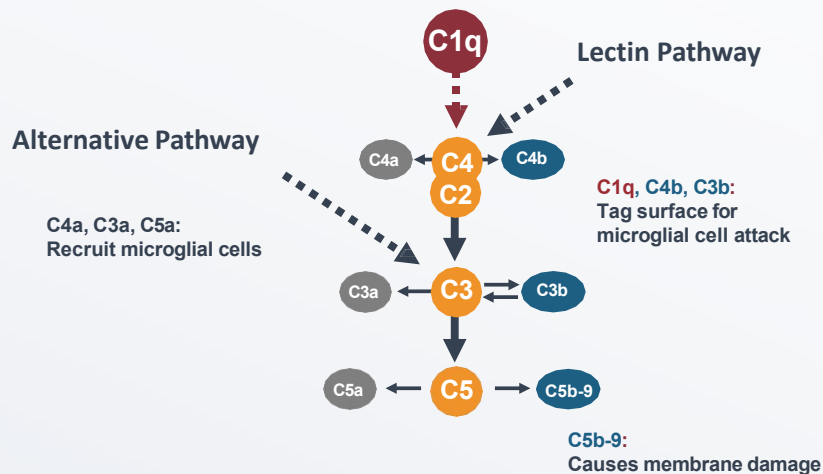 C1q
Lectin Pathway
Alternative Pathway
C4a
C4
C4b
C2
C1q, C4b, C3b:
Tag surface for
microglial cell attack
C4a, C3a, C5a:
Recruit microglial cells
C3a
C3
C3b
C5a
C5
C5b-9
C5b-9:
Causes membrane damage